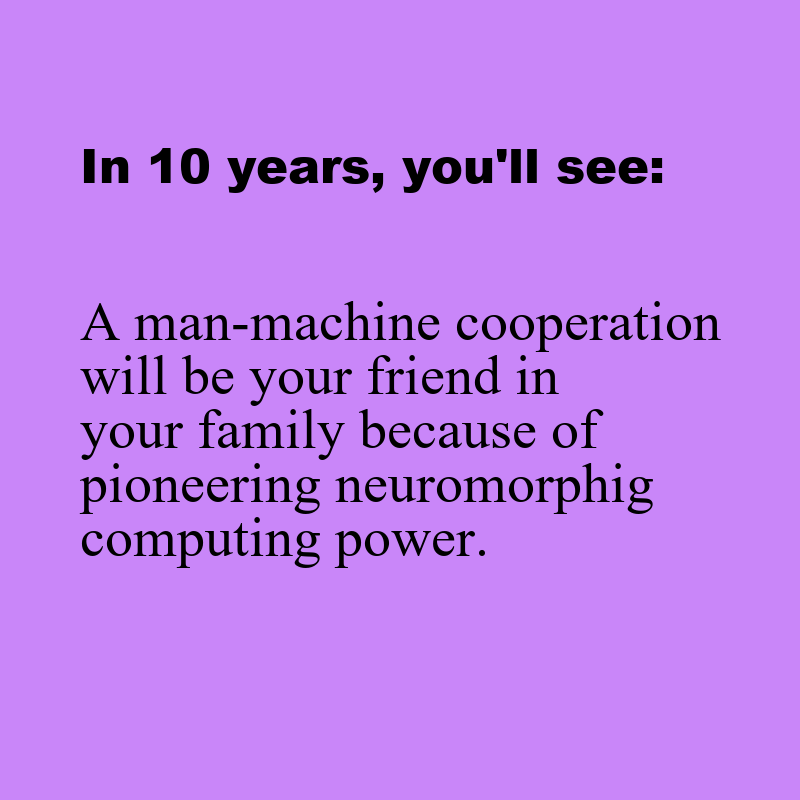 In 10 years, you'll see:
A man-machine cooperation
will be your friend in
your family because of
pioneering neuromorphig
computing power.